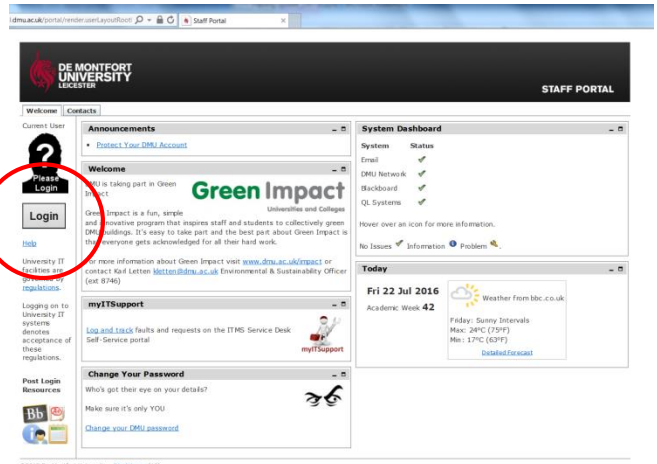 dmu.ac.uk/portal/render.userLayoutRoot
Staff Portal
DE MONTFORT
UNIVERSITY
LEICESTER
STAFF PORTAL
Welcome
Contacts
Current User
?
Please
Login
Login
Help
University IT
facilities are
governed by
regulations.
Logging on to
University IT
systems
denotes
acceptance of
these
regulations.
Post Login
Resources
Bb
Announcements
Protect Your DMU Account
Welcome
DMU is taking part in Green
Impact
Green Impact
Universities and Colleges
Green Impact is a fun, simple
and innovative program that inspires staff and students to collectively green
DMU buildings. It's easy to take part and the best part about Green Impact is
that everyone gets acknowledged for all their hard work.
For more information about Green Impact visit www.dmu.ac.uk/impact or
contact Karl Letten kletten@dmu.ac.uk Environmental & Sustainability Officer
(ext 8746)
myITSupport
Log and track faults and requests on the ITMS Service Desk
Self-Service portal
myITSupport
Change Your Password
Who's got their eye on your details?
Make sure it's only YOU
Change your DMU password
System Dashboard
System Status
Email
DMU Network
Blackboard
QL Systems
Hover over an icon for more information.
No Issues Information Problem
Today
Fri 22 Jul 2016
Academic Week 42
Weather from bbc.co.uk
Friday: Sunny Intervals
Max: 24°C (75°F)
Min: 17°C (63°F)
Detailed Forecast